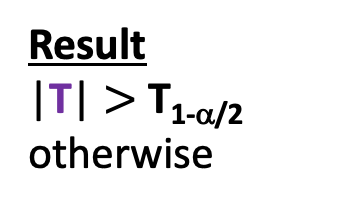 Result
|T| > T1-α/2
otherwise